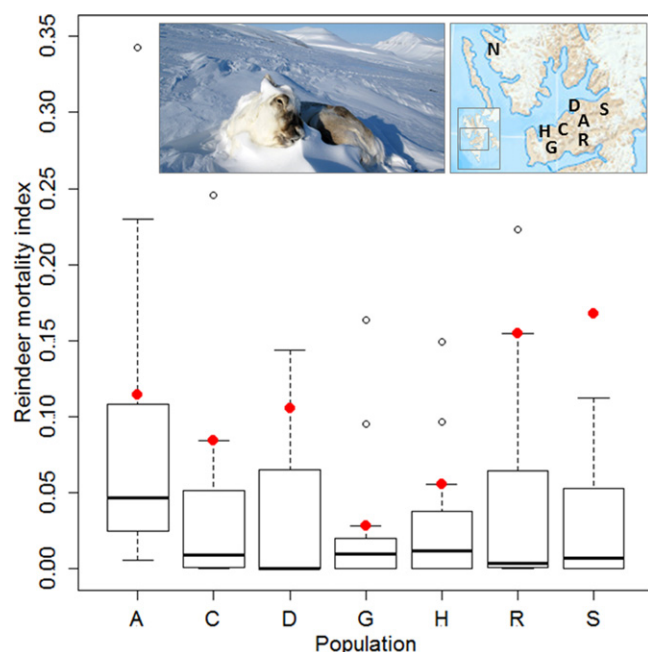 0.35
0.30
0.25
0.20
0.15
0.10
0.05
0.00
Reindeer mortality index
N
D
S
A
H
C
R
G
A C D G H R S
Population